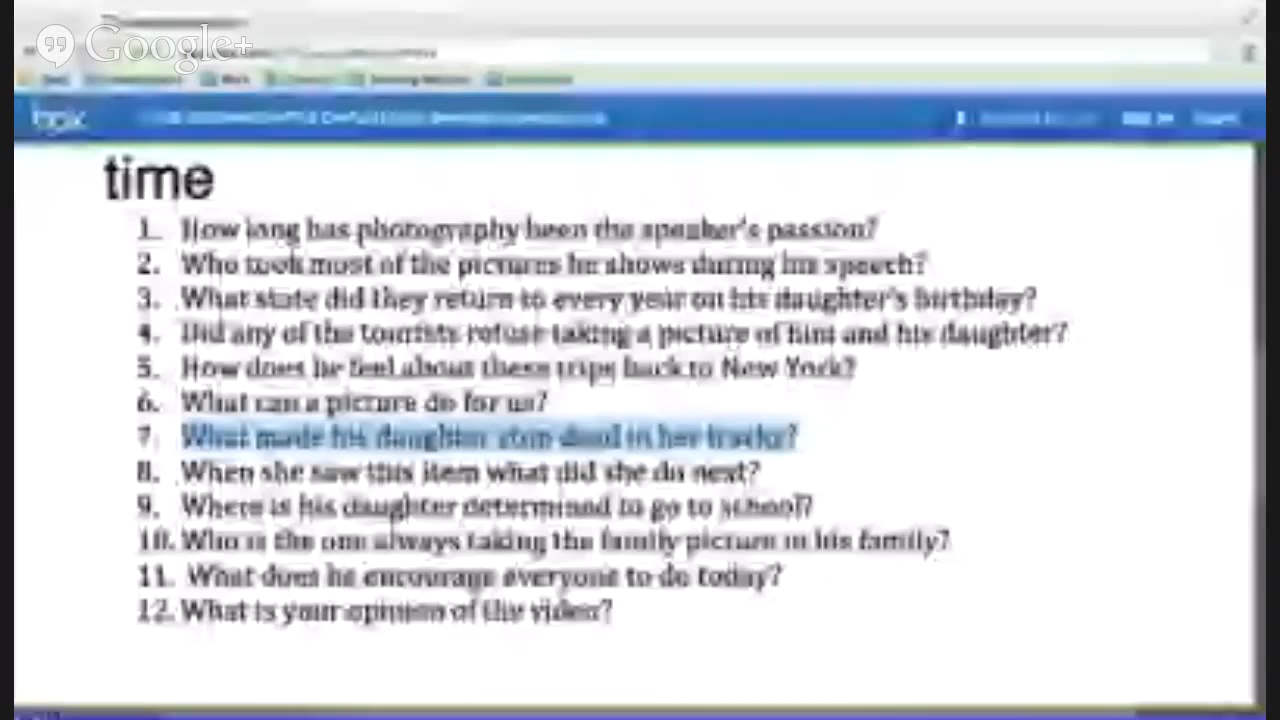 Google+
time
1. How long has photography been the speaker's passion?
2. Who took most of the pictures he shows during his speech?
3. What state did they return to every year on his daughter's birthday?
4. Did any of the tourists refuse taking a picture of him and his daughter?
5. How does he feel about these trips back to New York?
6. What can a picture do for us?
7. What made his daughter stop dead in her tracks?
8. When she saw this item what did she do next?
9. Where is his daughter determined to go to school?
10. Who is the one always taking the family picture in his family?
11. What does he encourage everyone to do today?
12. What is your opinion of the video?